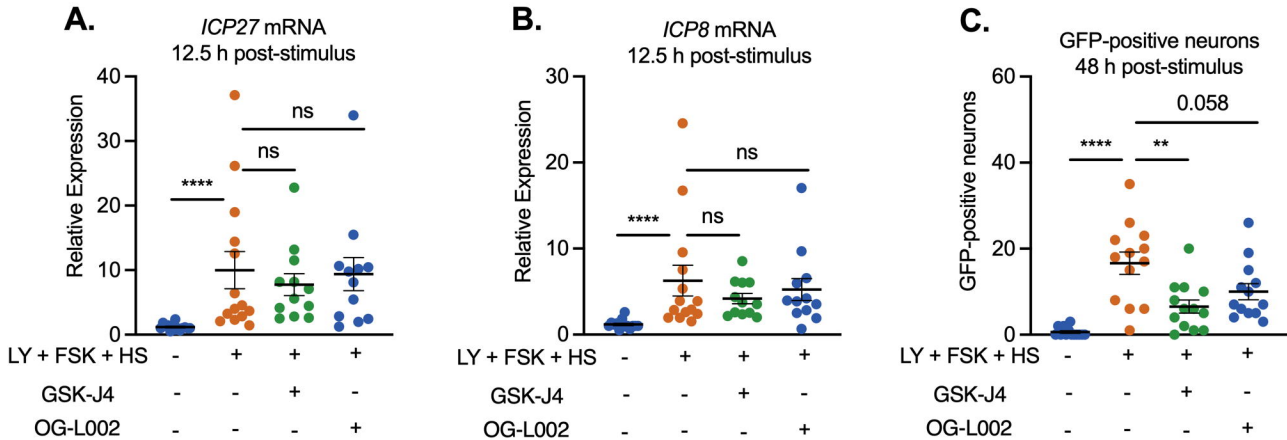 A.
ICP27 mRNA
12.5 h post-stimulus
Relative Expression
40
30
20
10
0
****
ns
ns
LY + FSK + HS - + + +
GSK-J4 - - + -
OG-L002 - - - +
B.
ICP8 mRNA
12.5 h post-stimulus
Relative Expression
30
20
10
0
****
ns
ns
LY + FSK + HS - + + +
GSK-J4 - - + -
OG-L002 - - - +
C.
GFP-positive neurons
48 h post-stimulus
GFP-positive neurons
60
40
20
0
****
**
0.058
LY + FSK + HS - + + +
GSK-J4 - - + -
OG-L002 - - - +